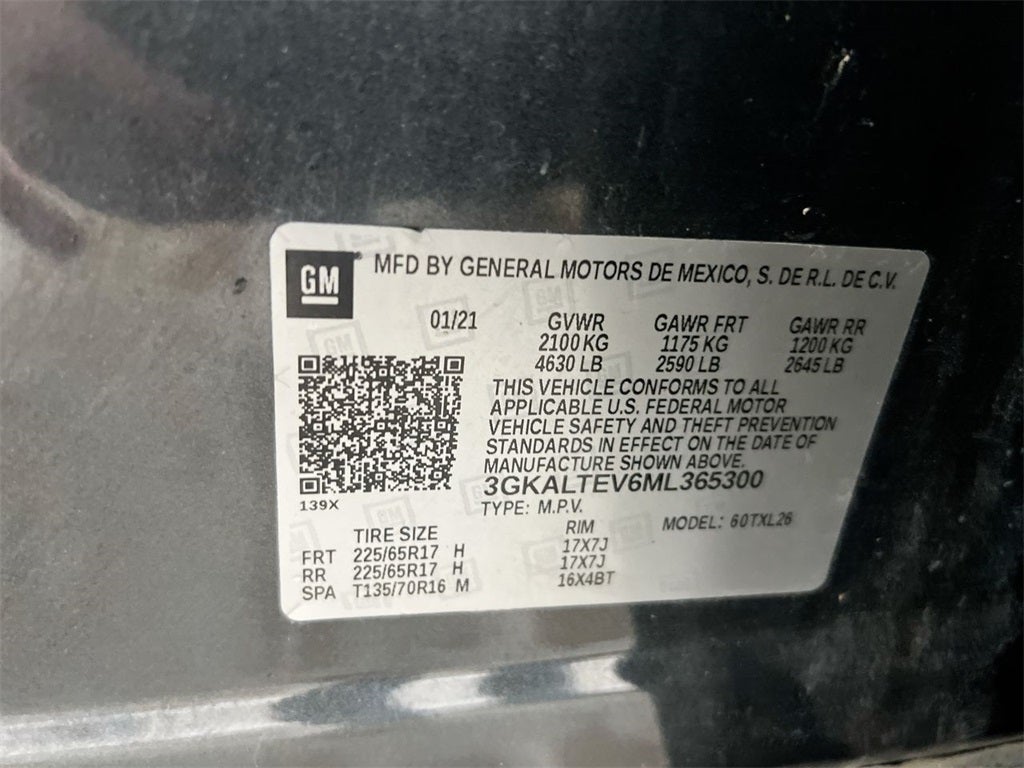 GM® MFD BY GENERAL MOTORS DE MEXICO, S. DE R.L. DE C.V.
01/21 GVWR GAWR FRT GAWR RR
2100 KG 1175 KG 1200 KG
4630 LB 2590 LB 2645 LB
THIS VEHICLE CONFORMS TO ALL
APPLICABLE U.S. FEDERAL MOTOR
VEHICLE SAFETY AND THEFT PREVENTION
STANDARDS IN EFFECT ON THE DATE OF
MANUFACTURE SHOWN ABOVE.
3GKALTEV6ML365300
139X
TYPE: M.P.V. MODEL: 60TXL26
TIRE SIZE RIM
FRT 225/65R17 H 17X7J
RR 225/65R17 H 17X7J
SPA T135/70R16 M 16X4BT